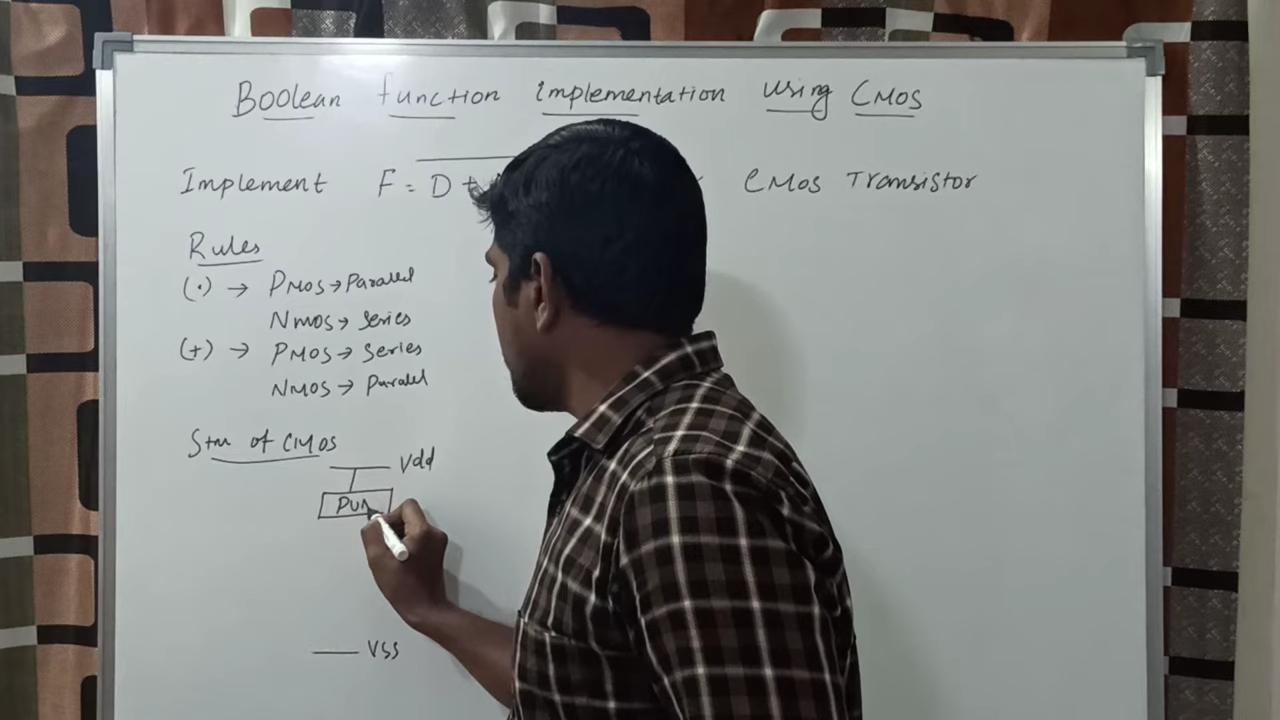 Boolean function implementation using CMOS
Implement F = D + CMOS Transistor
Rules
(•) → PMOS → Parallel
NMOS → Series
(+) → PMOS → Series
NMOS → Parallel
of CMOS
Vdd
PUN
VSS